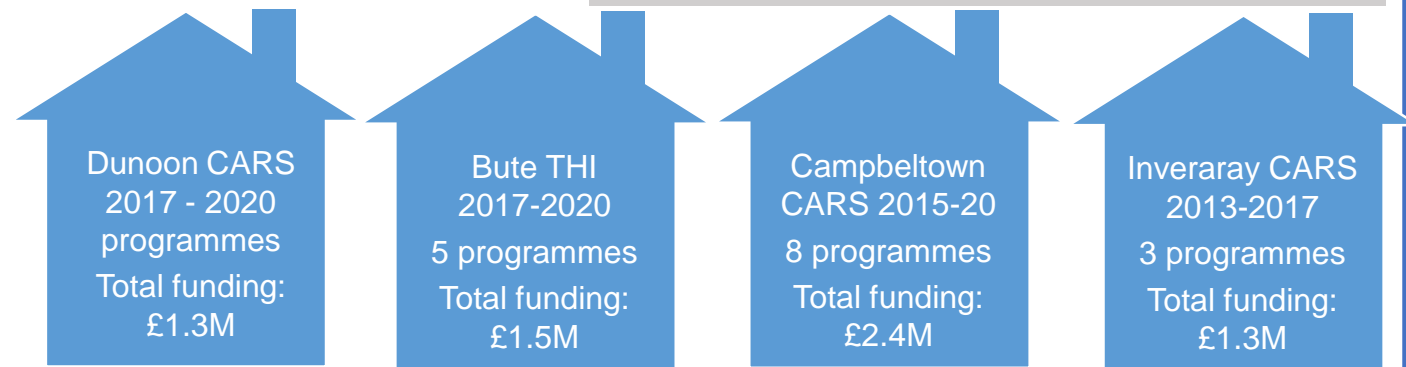 Dunoon CARS
2017 - 2020
programmes
Total funding:
£1.3M
Bute THI
2017-2020
5 programmes
Total funding:
£1.5M
Campbeltown
CARS 2015-20
8 programmes
Total funding:
£2.4M
Inveraray CARS
2013-2017
3 programmes
Total funding:
£1.3M